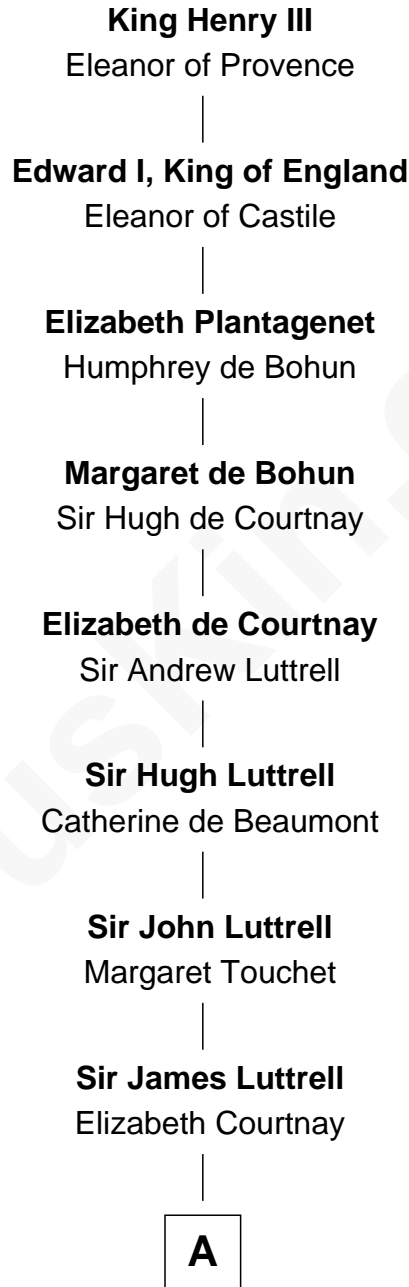 King Henry III
Eleanor of Provence
Edward I, King of England
Eleanor of Castile
Elizabeth Plantagenet
Humphrey de Bohun
Margaret de Bohun
Sir Hugh de Courtnay
Elizabeth de Courtnay
Sir Andrew Luttrell
Sir Hugh Luttrell
Catherine de Beaumont
Sir John Luttrell
Margaret Touchet
Sir James Luttrell
Elizabeth Courtnay
A